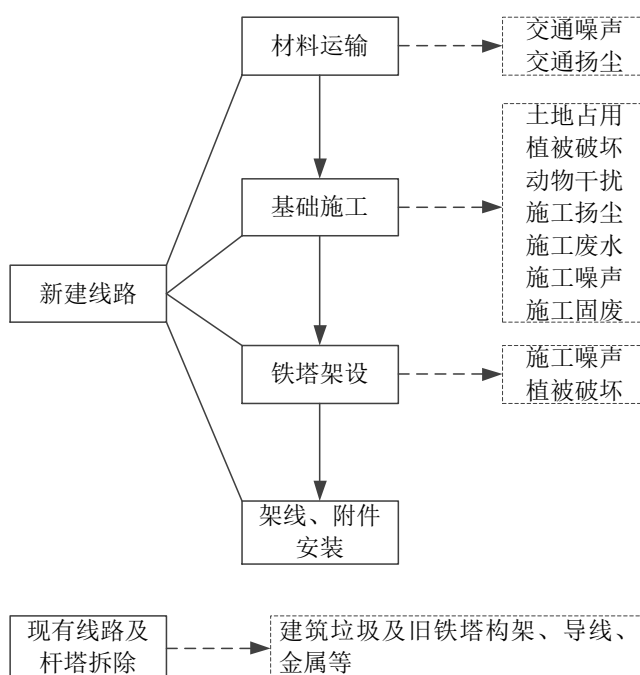 材料运输
交通噪声
交通扬尘
基础施工
土地占用
植被破坏
动物干扰
施工扬尘
施工废水
施工噪声
施工固废
新建线路
铁塔架设
施工噪声
植被破坏
架线、附件
安装
现有线路及
杆塔拆除
建筑垃圾及旧铁塔构架、导线、
金属等